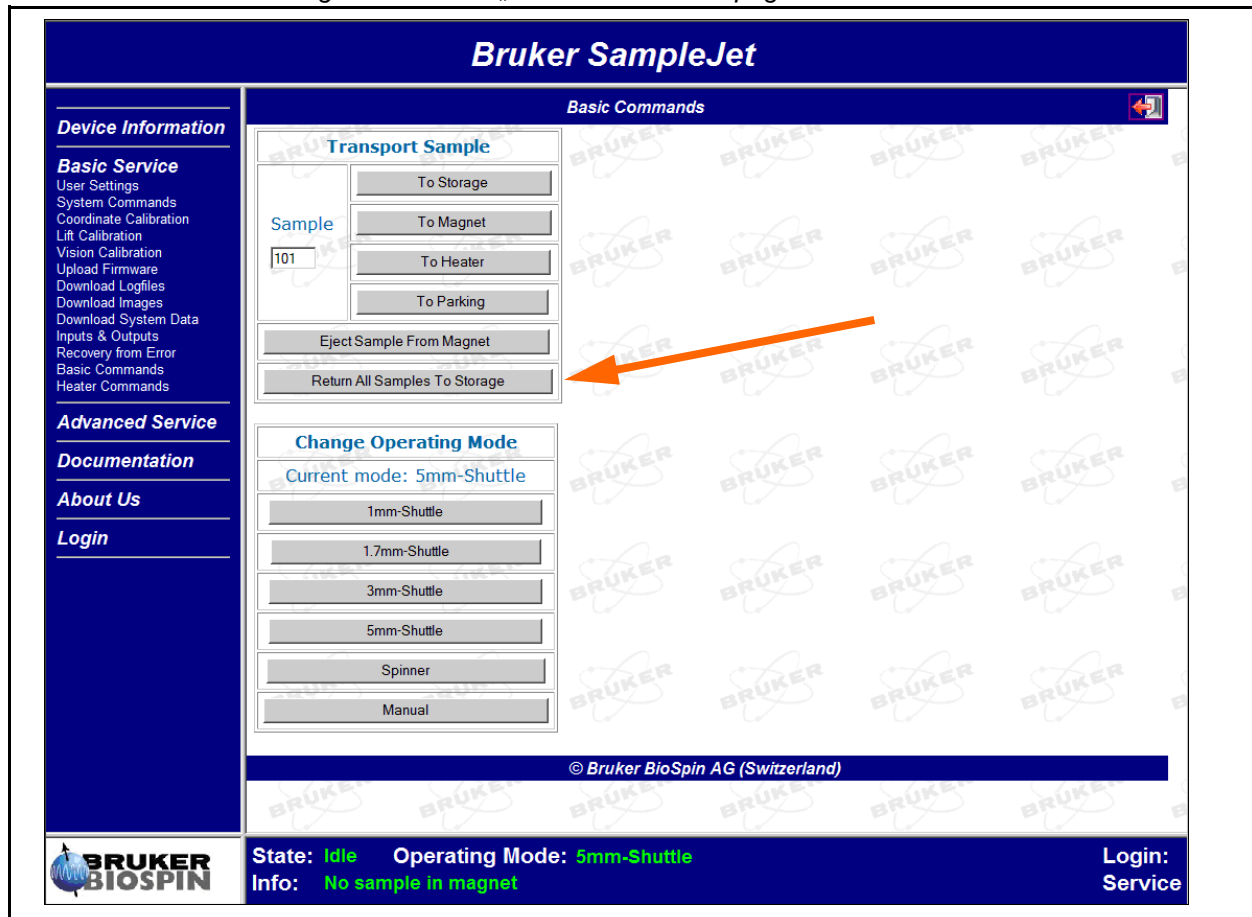 Bruker SampleJet
Device Information
Basic Service
User Settings
System Commands
Coordinate Calibration
Lift Calibration
Vision Calibration
Upload Firmware
Download Logfiles
Download Images
Download System Data
Inputs & Outputs
Recovery from Error
Basic Commands
Heater Commands
Advanced Service
Documentation
About Us
Login
Basic Commands
Transport Sample
Sample
101
To Storage
To Magnet
To Heater
To Parking
Eject Sample From Magnet
Return All Samples To Storage
Change Operating Mode
Current mode: 5mm-Shuttle
1mm-Shuttle
1.7mm-Shuttle
3mm-Shuttle
5mm-Shuttle
Spinner
Manual
© Bruker BioSpin AG (Switzerland)
BRUKER
BIOSPIN
State: Idle Operating Mode: 5mm-Shuttle
Info: No sample in magnet
Login:
Service